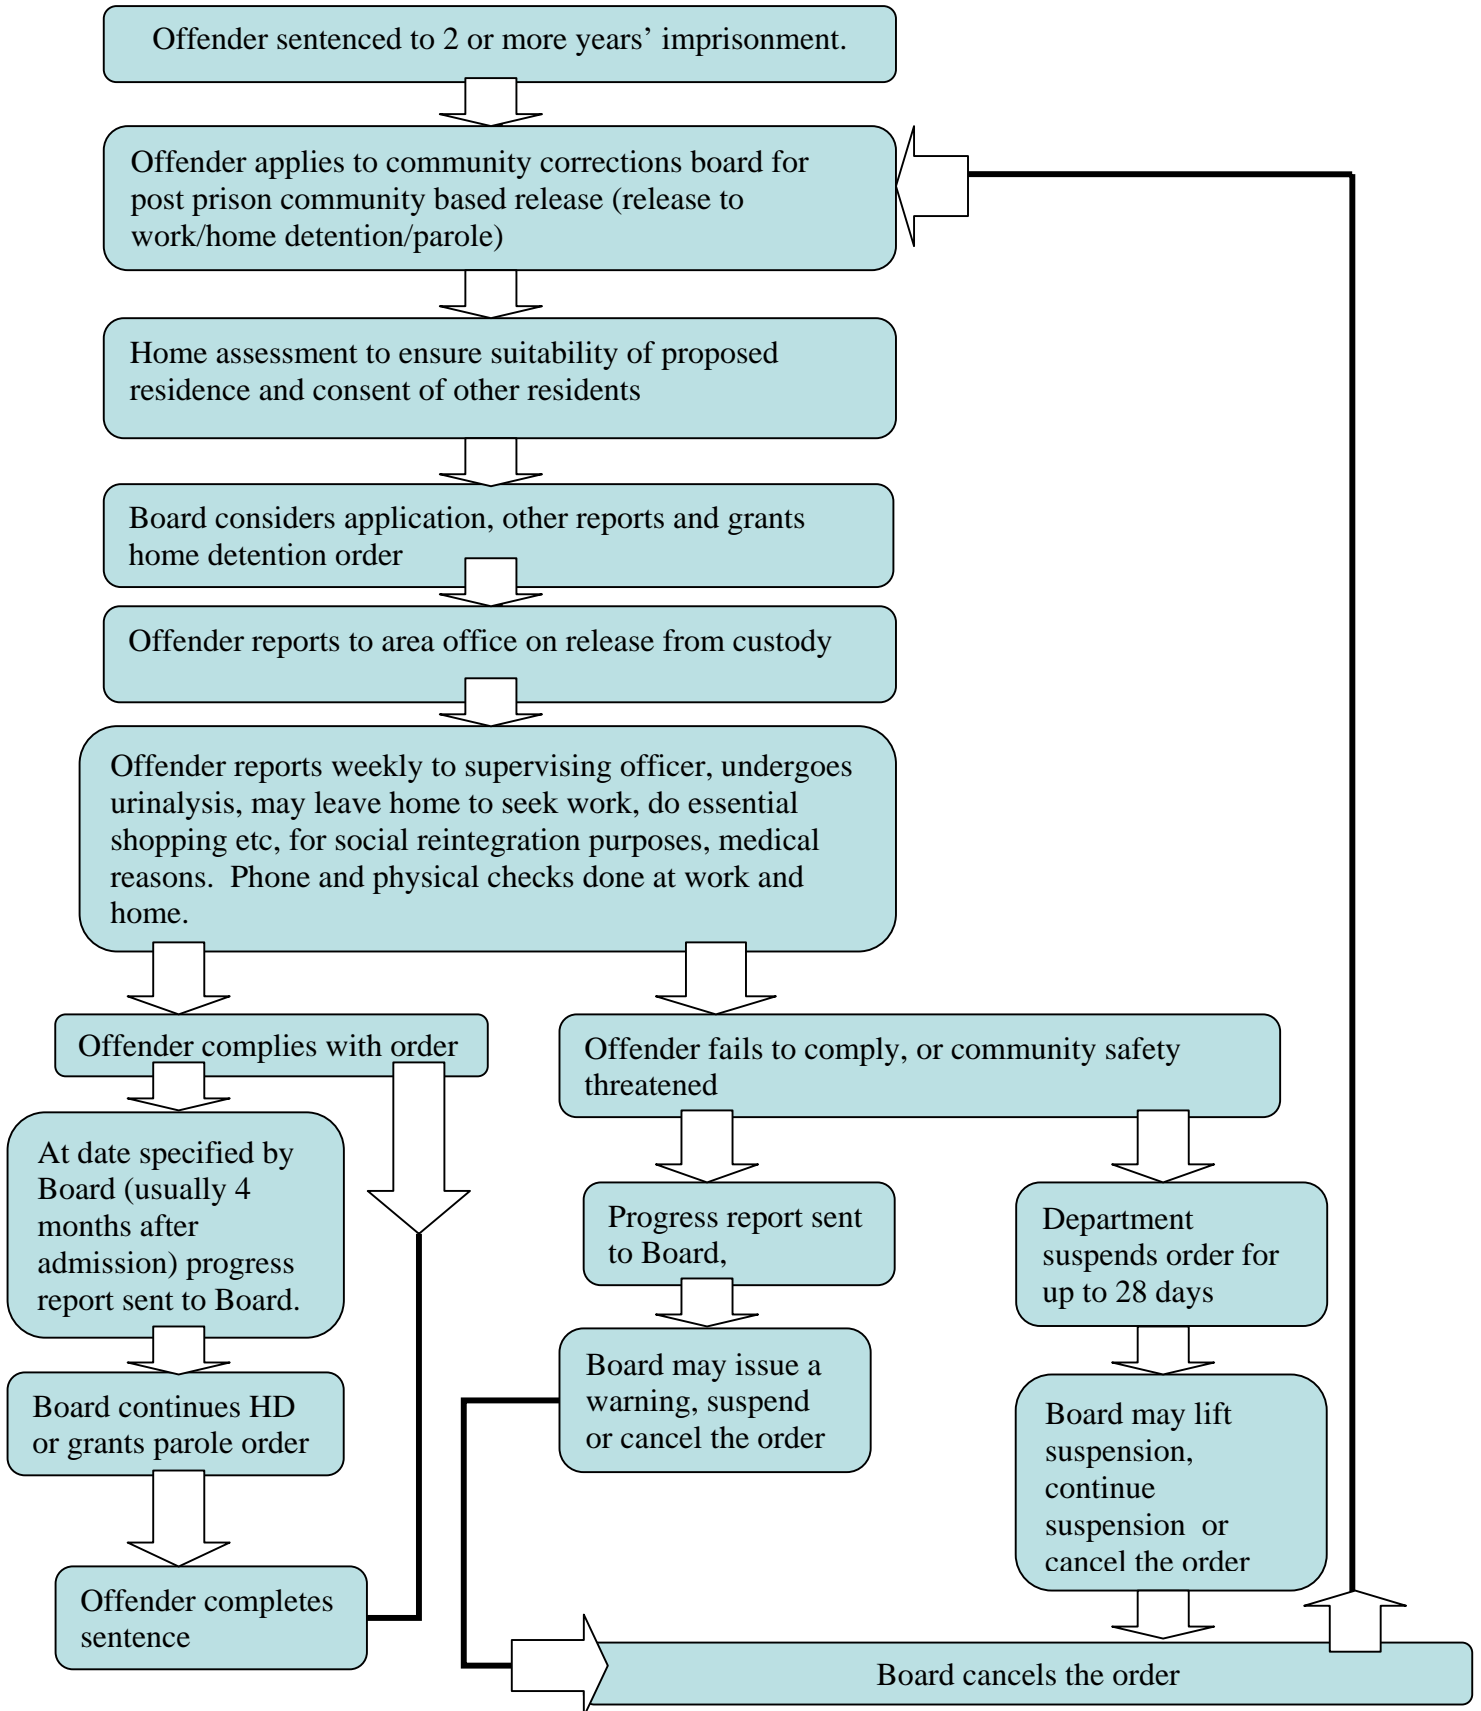 Offender sentenced to 2 or more years’ imprisonment.
Offender applies to community corrections board for
post prison community based release (release to
work/home detention/parole)
Home assessment to ensure suitability of proposed
residence and consent of other residents
Board considers application, other reports and grants
home detention order
Offender reports to area office on release from custody
Offender reports weekly to supervising officer, undergoes
urinalysis, may leave home to seek work, do essential
shopping etc, for social reintegration purposes, medical
reasons.  Phone and physical checks done at work and
home.
Offender complies with order
At date specified by
Board (usually 4
months after
admission) progress
report sent to Board.
Board continues HD
or grants parole order
Offender completes
sentence
Offender fails to comply, or community safety
threatened
Progress report sent
to Board,
Board may issue a
warning, suspend
or cancel the order
Department
suspends order for
up to 28 days
Board may lift
suspension,
continue
suspension  or
cancel the order
Board cancels the order